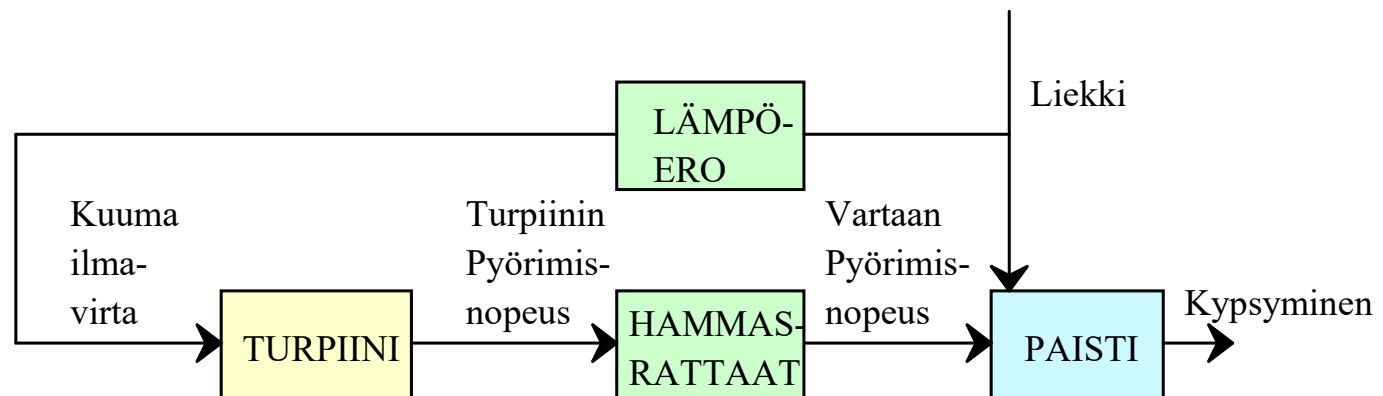 Liekki
LÄMPÖ-
ERO
Kuuma
ilma-
virta
Turpiinin
Pyörimis-
nopeus
Vartaan
Pyörimis-
nopeus
Kypsyminen
TURPIINI
HAMMAS-
RATTAAT
PAISTI